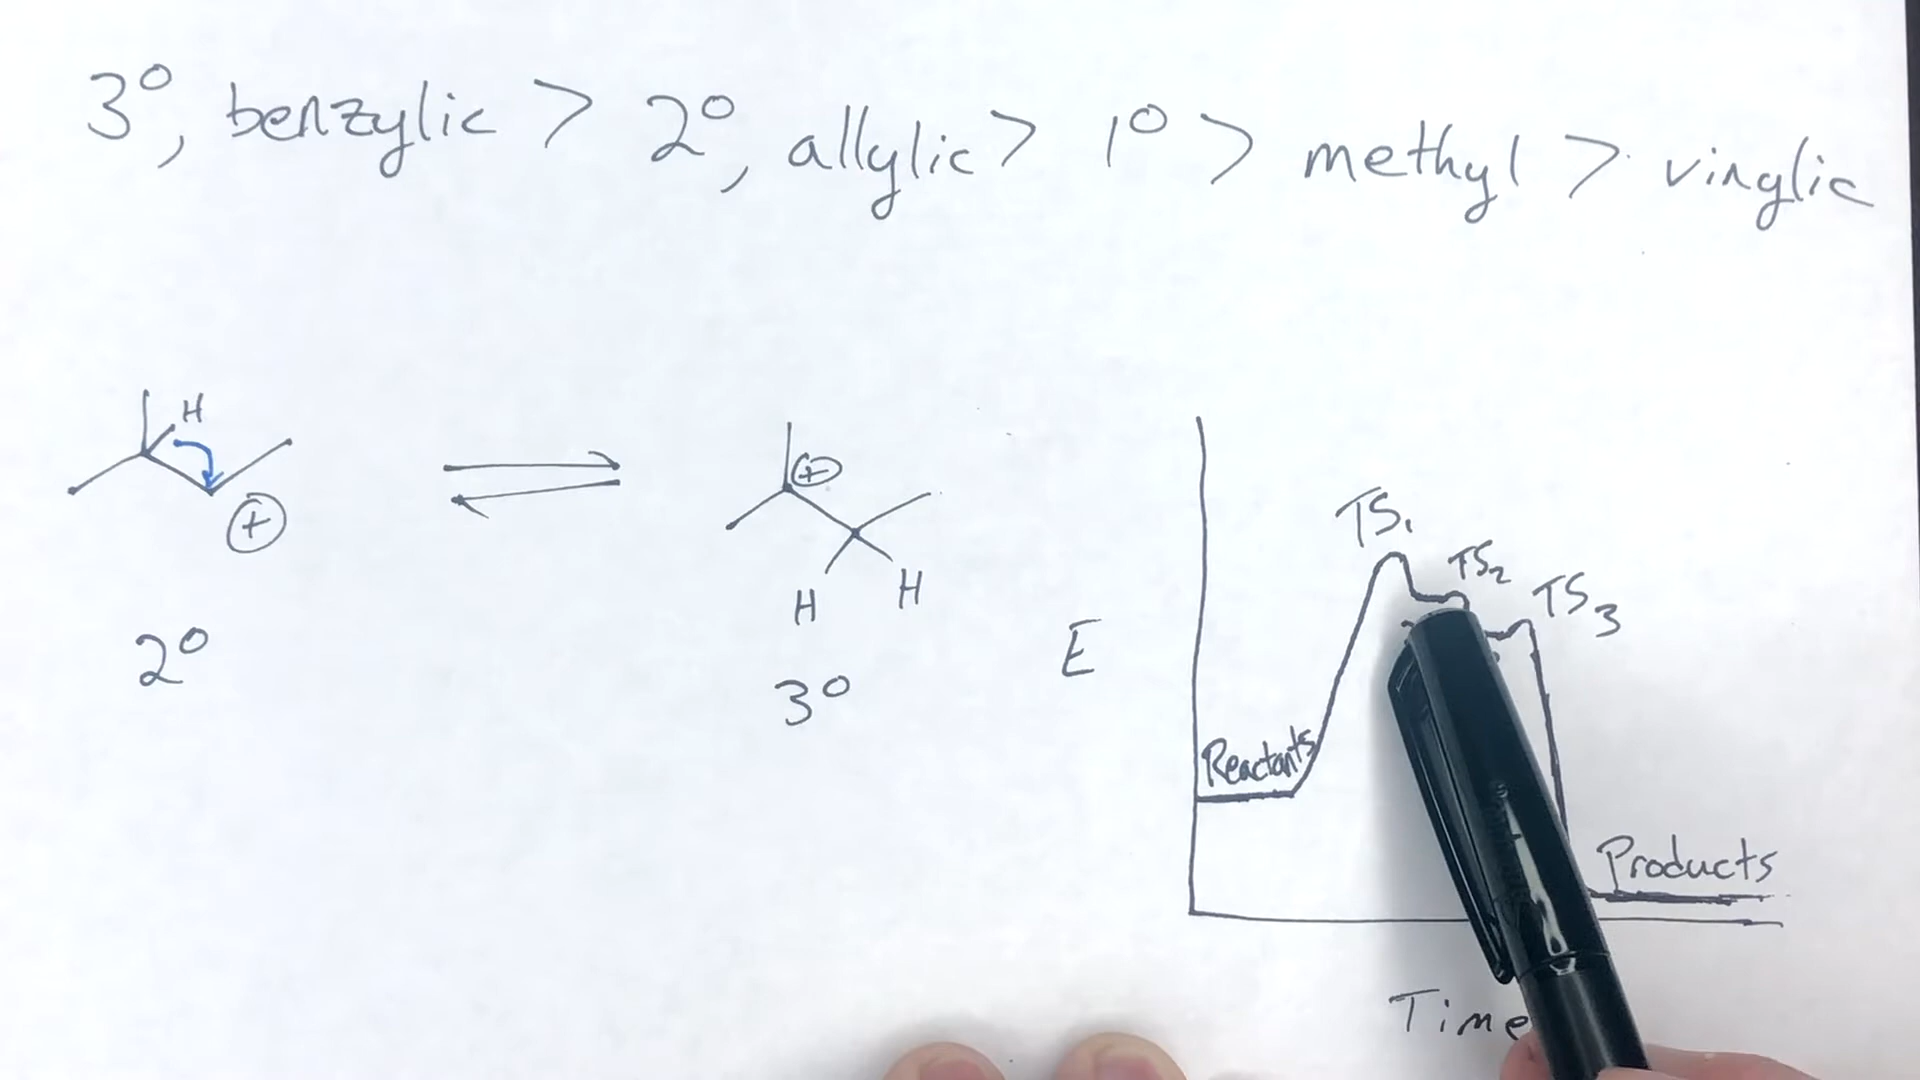 3°, benzylic > 2°, allylic > 1° > methyl > vinylic
H
⊕
2°
⊕
H H
3°
E
TS₁
TS₂
TS₃
Reactants
Products
Time